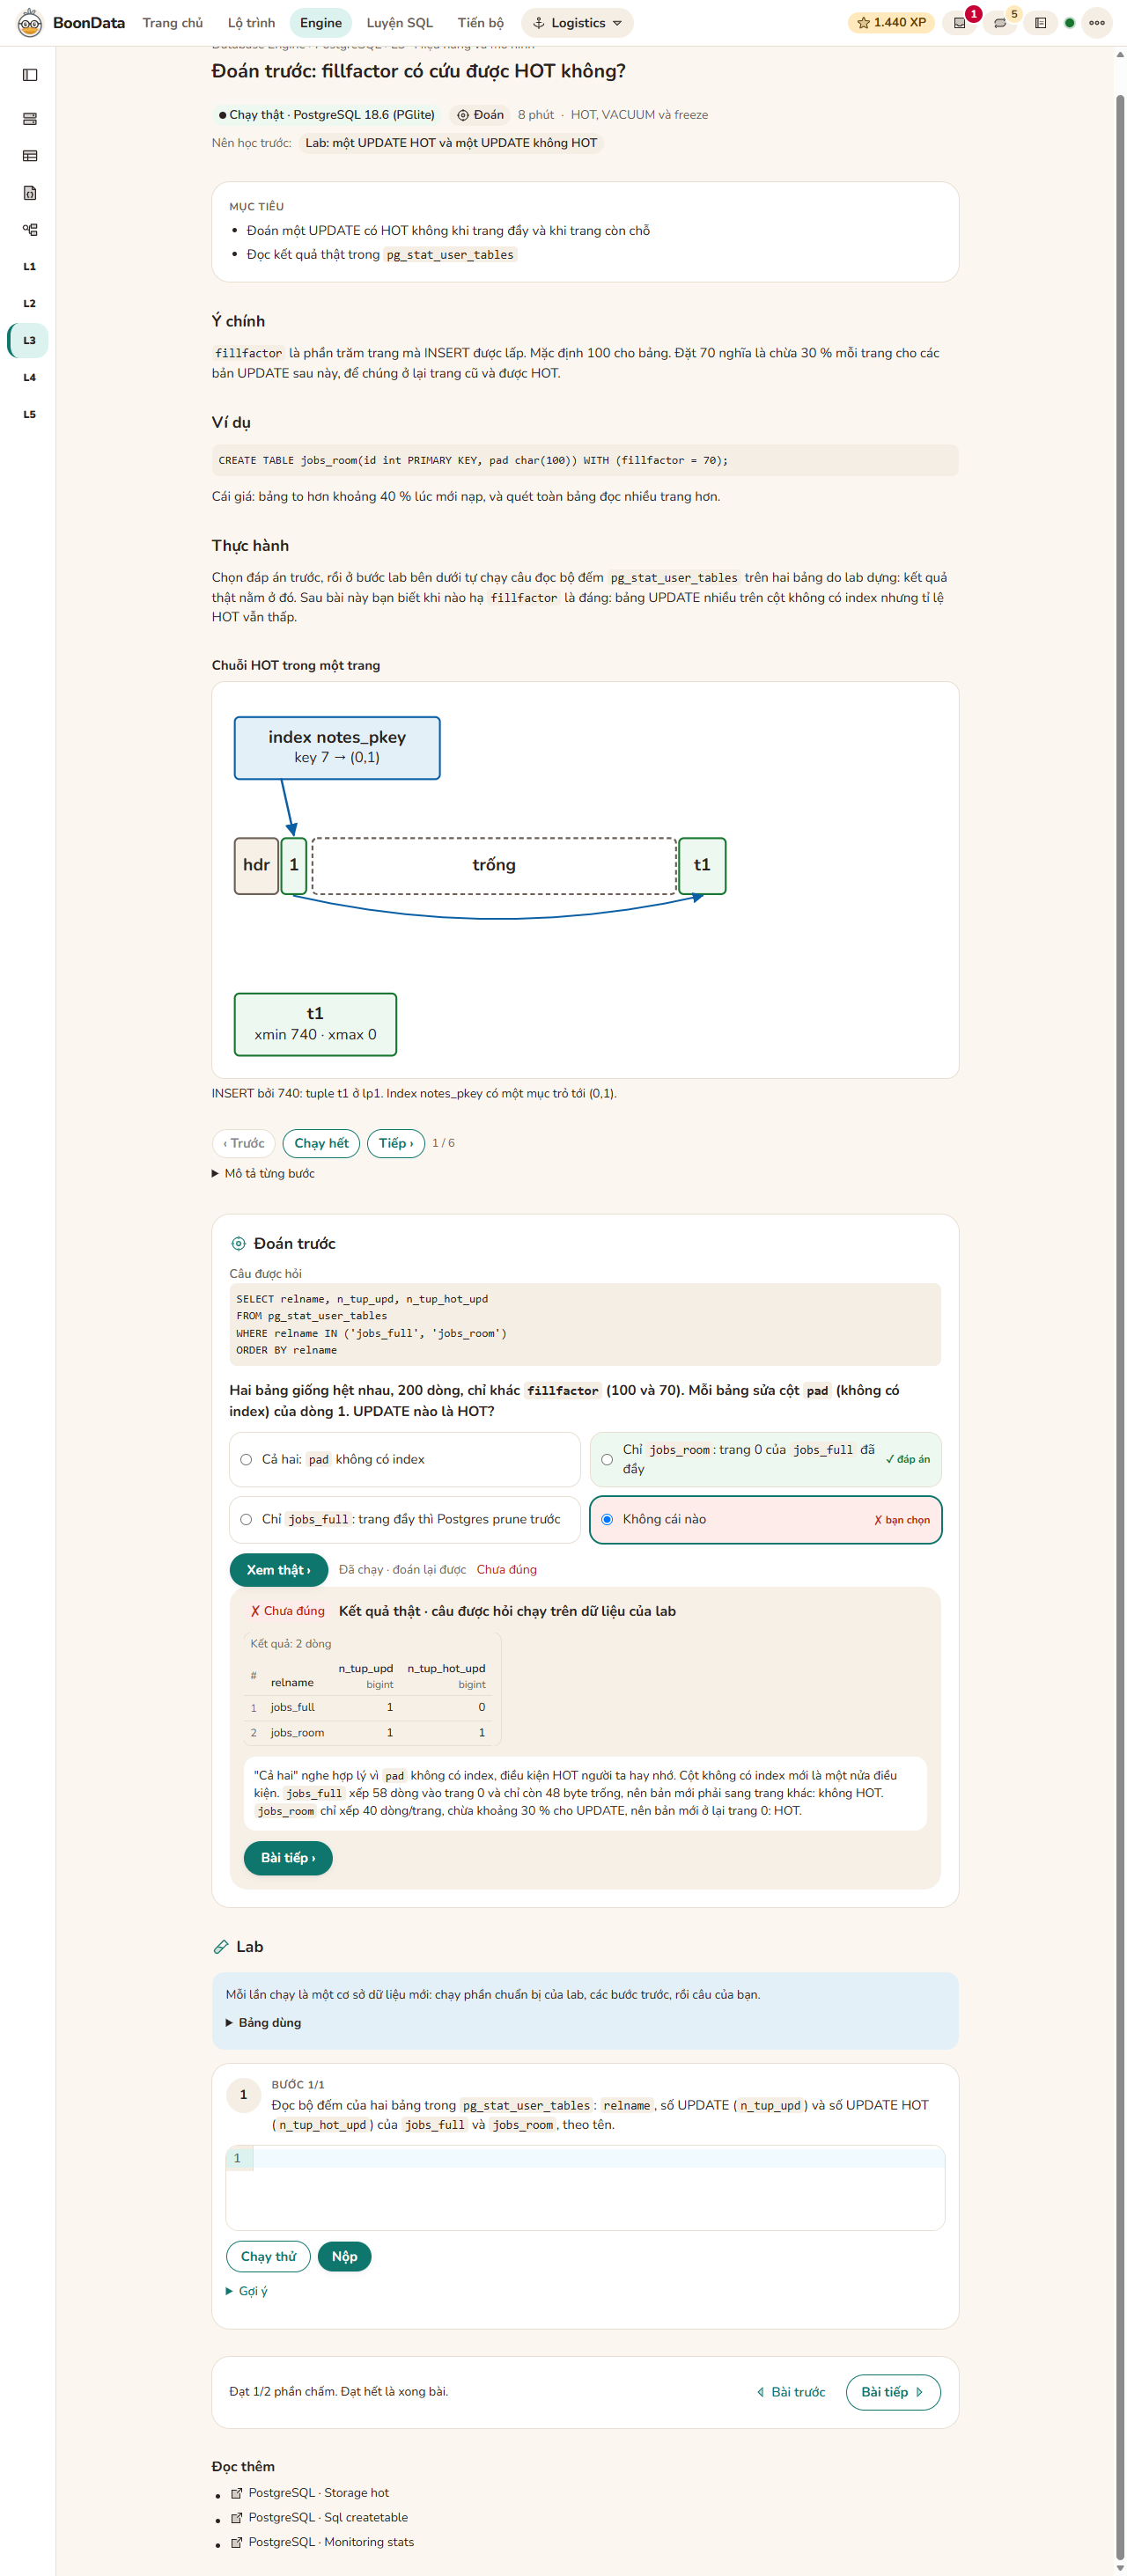 BoonData Trang chủ Lộ trình Engine Luyện SQL Tiến bộ Logistics 1.440 XP 1 5
Đoán trước: fillfactor có cứu được HOT không?
Chạy thật · PostgreSQL 18.6 (PGlite) Đoán 8 phút · HOT, VACUUM và freeze
Nên học trước: Lab: một UPDATE HOT và một UPDATE không HOT
L1
L2
L3
L4
L5
MỤC TIÊU
• Đoán một UPDATE có HOT không khi trang đầy và khi trang còn chỗ
• Đọc kết quả thật trong pg_stat_user_tables
Ý chính
fillfactor là phần trăm trang mà INSERT được lấp. Mặc định 100 cho bảng. Đặt 70 nghĩa là chừa 30 % mỗi trang cho các
bản UPDATE sau này, để chúng ở lại trang cũ và được HOT.
Ví dụ
CREATE TABLE jobs_room(id int PRIMARY KEY, pad char(100)) WITH (fillfactor = 70);
Cái giá: bảng to hơn khoảng 40 % lúc mới nạp, và quét toàn bảng đọc nhiều trang hơn.
Thực hành
Chọn đáp án trước, rồi ở bước lab bên dưới tự chạy câu đọc bộ đếm pg_stat_user_tables trên hai bảng do lab dựng: kết quả
thật nằm ở đó. Sau bài này bạn biết khi nào hạ fillfactor là đáng: bảng UPDATE nhiều trên cột không có index nhưng tỉ lệ
HOT vẫn thấp.
Chuỗi HOT trong một trang
index notes_pkey
key 7 → (0,1)
hdr 1 trống t1
t1
xmin 740 · xmax 0
INSERT bởi 740: tuple t1 ở lp1. Index notes_pkey có một mục trỏ tới (0,1).
‹ Trước Chạy hết Tiếp › 1 / 6
▶ Mô tả từng bước
Đoán trước
Câu được hỏi
SELECT relname, n_tup_upd, n_tup_hot_upd
FROM pg_stat_user_tables
WHERE relname IN ('jobs_full', 'jobs_room')
ORDER BY relname
Hai bảng giống hệt nhau, 200 dòng, chỉ khác fillfactor (100 và 70). Mỗi bảng sửa cột pad (không có
index) của dòng 1. UPDATE nào là HOT?
Cả hai: pad không có index
Chỉ jobs_room: trang 0 của jobs_full đã
đầy
✓ đáp án
Chỉ jobs_full: trang đầy thì Postgres prune trước
Không cái nào ✗ bạn chọn
Xem thật › Đã chạy · đoán lại được Chưa đúng
✗ Chưa đúng Kết quả thật · câu được hỏi chạy trên dữ liệu của lab
Kết quả: 2 dòng
# relname n_tup_upd n_tup_hot_upd
bigint bigint
1 jobs_full 1 0
2 jobs_room 1 1
"Cả hai" nghe hợp lý vì pad không có index, điều kiện HOT người ta hay nhớ. Cột không có index mới là một nửa điều
kiện. jobs_full xếp 58 dòng vào trang 0 và chỉ còn 48 byte trống, nên bản mới phải sang trang khác: không HOT.
jobs_room chỉ xếp 40 dòng/trang, chừa khoảng 30 % cho UPDATE, nên bản mới ở lại trang 0: HOT.
Bài tiếp ›
Lab
Mỗi lần chạy là một cơ sở dữ liệu mới: chạy phần chuẩn bị của lab, các bước trước, rồi câu của bạn.
▶ Bảng dùng
1 BƯỚC 1/1
Đọc bộ đếm của hai bảng trong pg_stat_user_tables: relname, số UPDATE (n_tup_upd) và số UPDATE HOT
(n_tup_hot_upd) của jobs_full và jobs_room, theo tên.
1
Chạy thử Nộp
▶ Gợi ý
Đạt 1/2 phần chấm. Đạt hết là xong bài. Bài trước Bài tiếp
Đọc thêm
• PostgreSQL · Storage hot
• PostgreSQL · Sql createtable
• PostgreSQL · Monitoring stats